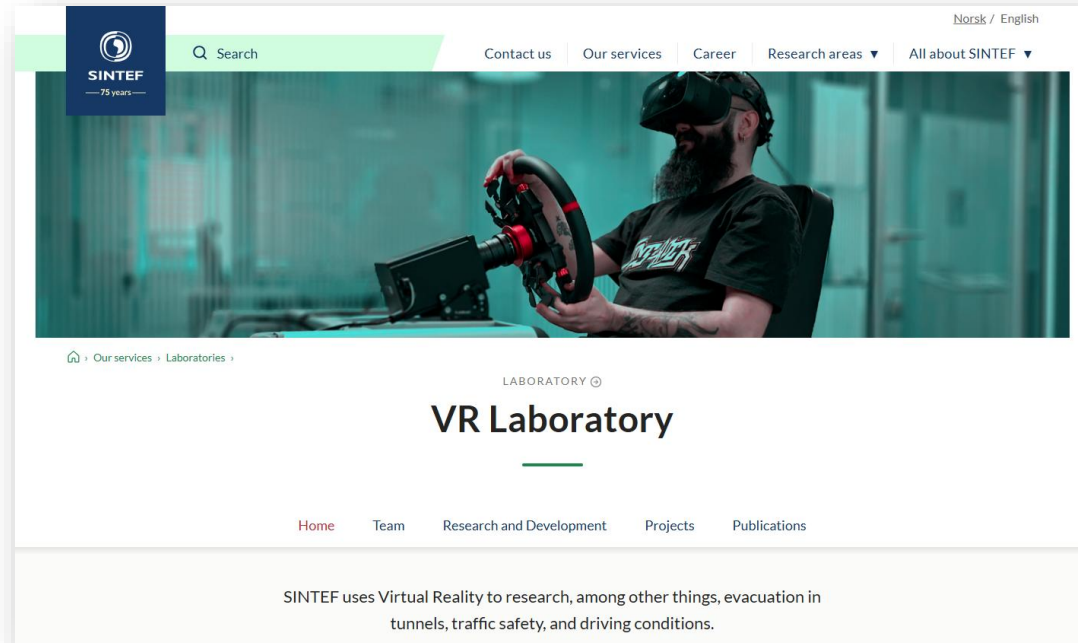 Norsk / English
SINTEF
75 years
Search
Contact us
Our services
Career
Research areas ▼
All about SINTEF ▼
Our services › Laboratories ›
LABORATORY
VR Laboratory
Home
Team
Research and Development
Projects
Publications
SINTEF uses Virtual Reality to research, among other things, evacuation in
tunnels, traffic safety, and driving conditions.